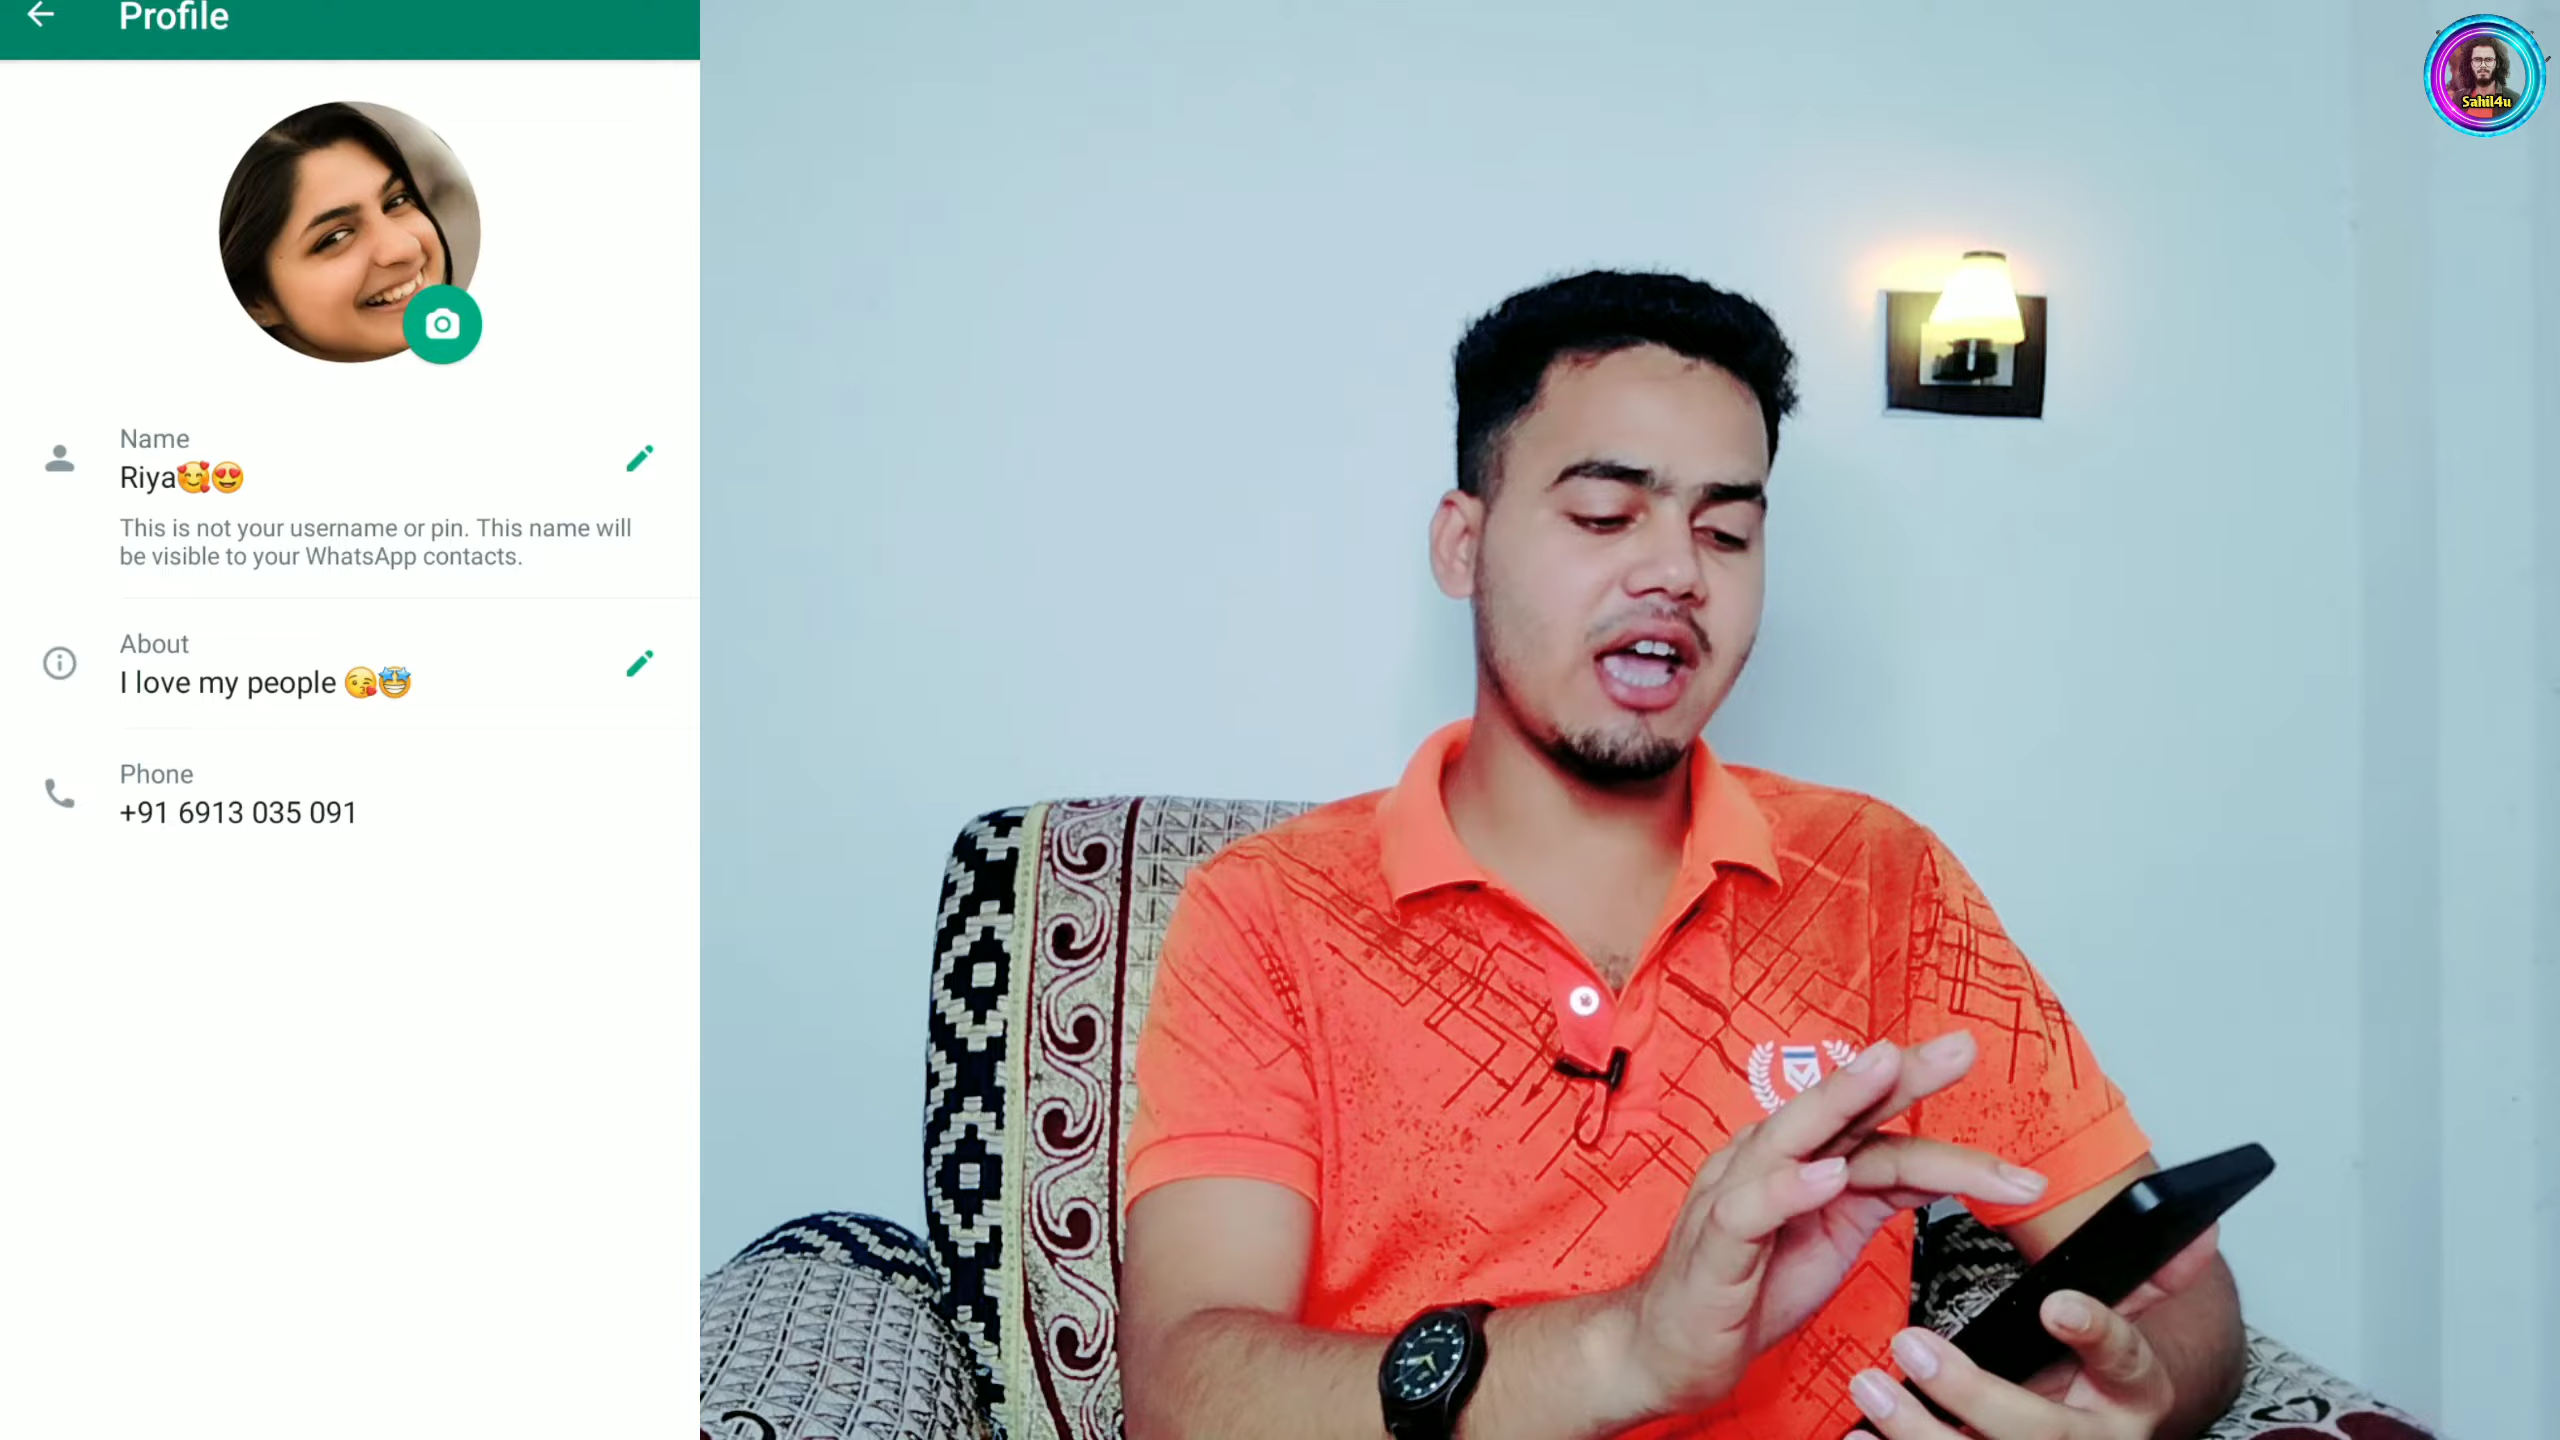 Profile
Name
Riya🥰😍
This is not your username or pin. This name will
be visible to your WhatsApp contacts.
About
I love my people 😘🤩
Phone
+91 6913 035 091
Sahil4u